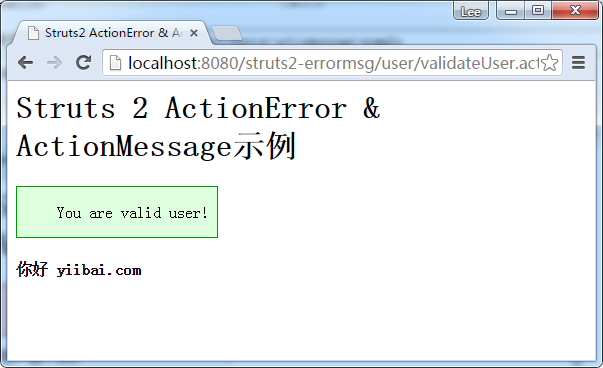 Lee
Struts2 ActionError & A
localhost:8080/struts2-errormsg/user/validateUser.act
Struts 2 ActionError &
ActionMessage示例
You are valid user!
你好 yiibai.com